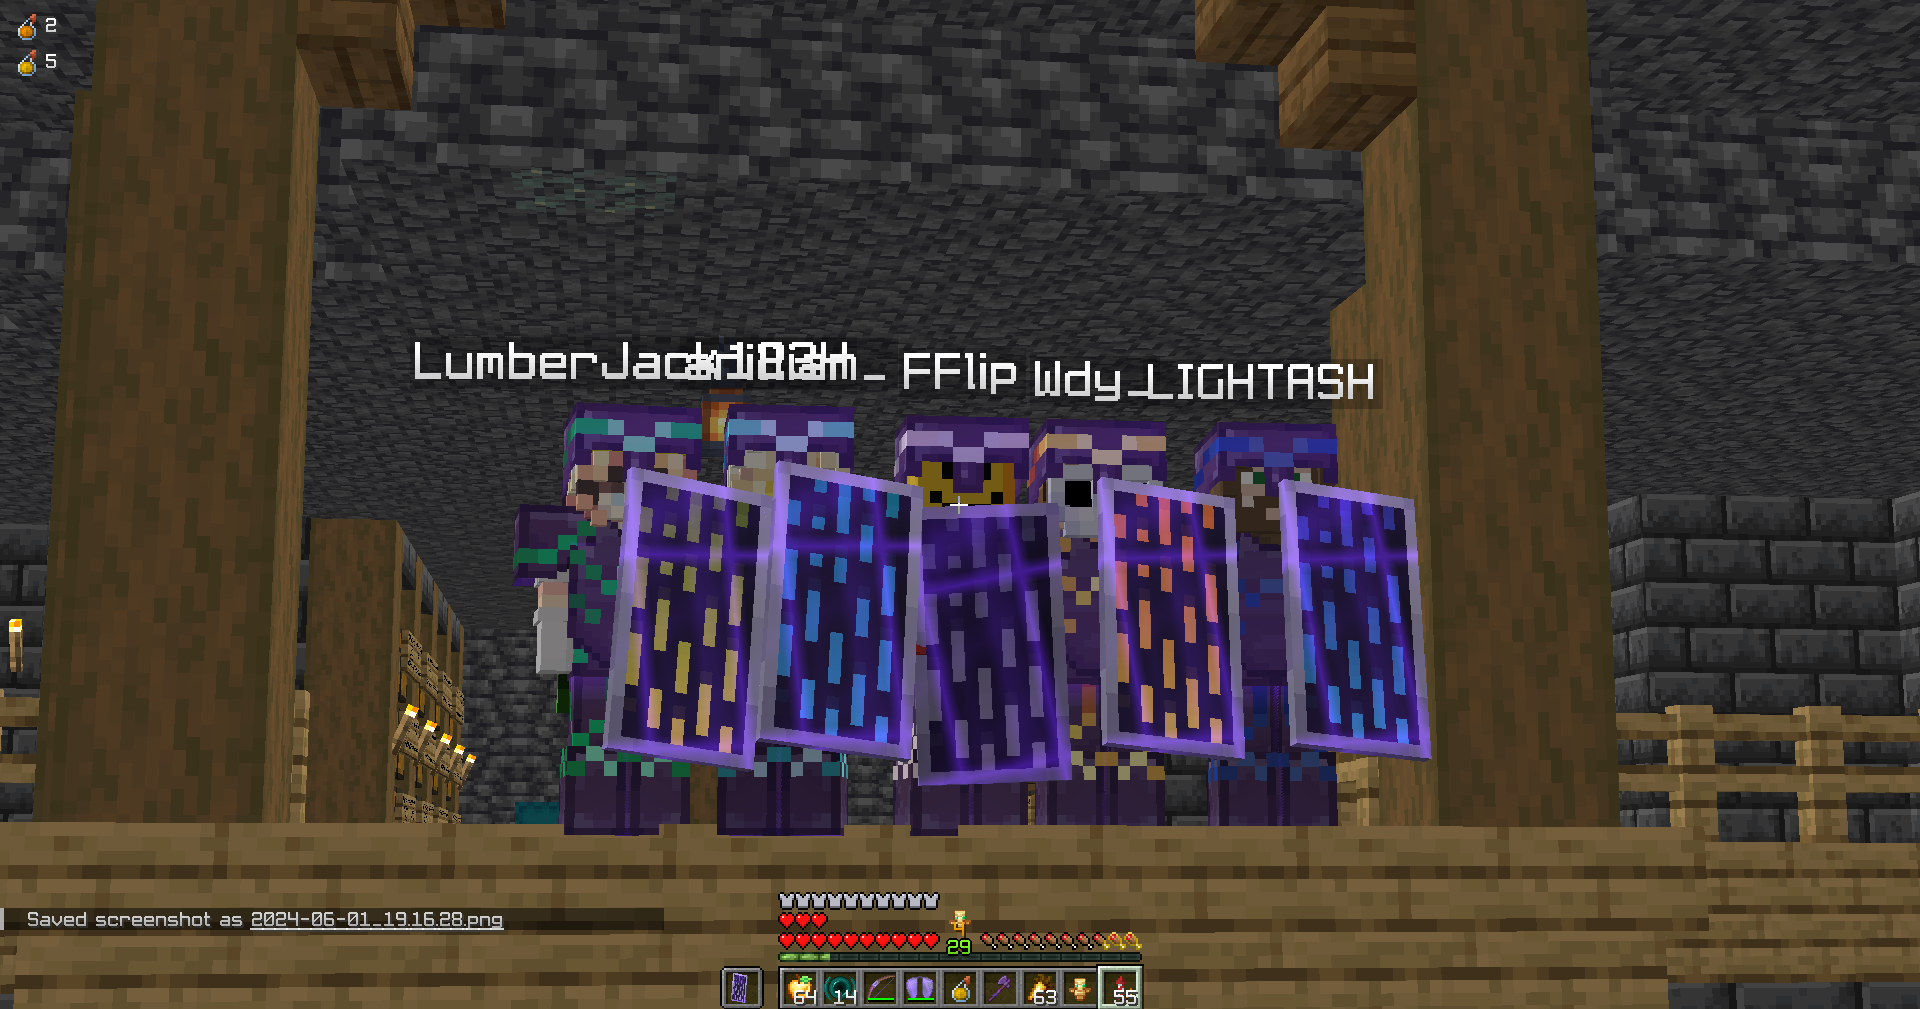 2
5
FFlip
Wdy_LIGHTASH
Saved screenshot as 2024-06-01_19.16.28.png
29
64 14 63 55